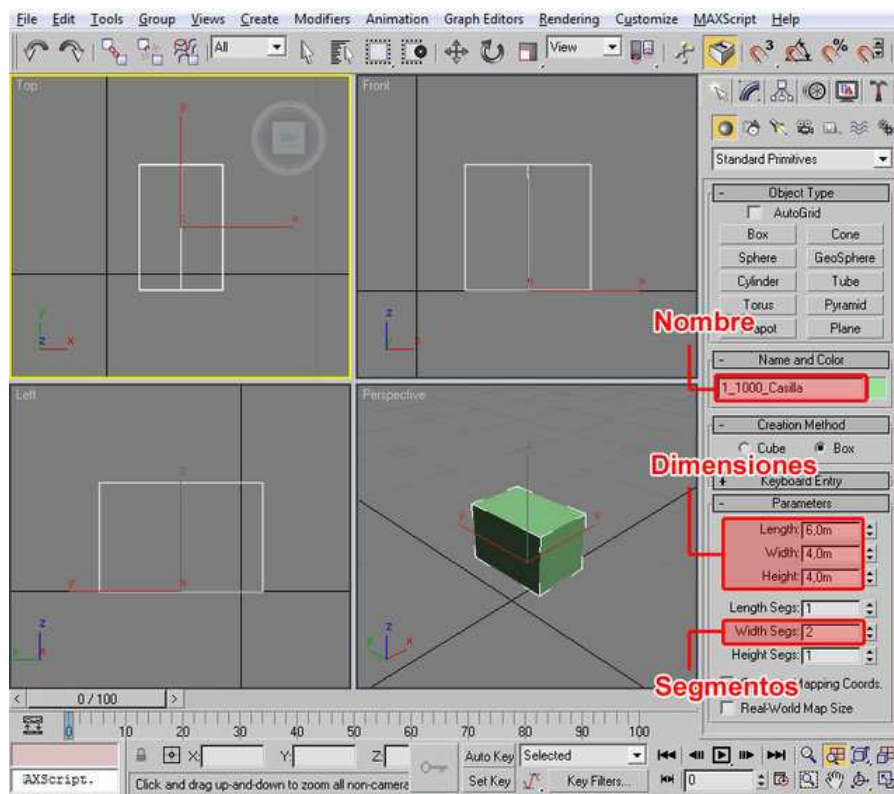 File Edit Tools Group Views Create Modifiers Animation Graph Editors Rendering Customize MAXScript Help
All
View
Top
Front
Standard Primitives
- Object Type
AutoGrid
Box Cone
Sphere GeoSphere
Cylinder Tube
Torus Pyramid
Plane
Nombre
- Name and Color
1_1000_Casilla
- Creation Method
Cube Box
Left
Perspective
Dimensiones
+ Keyboard Entry
- Parameters
Length: 6,0m
Width: 4,0m
Height: 4,0m
Length Segs: 1
Width Segs: 2
Height Segs: 1
Segmentos
Mapping Coords.
Real-World Map Size
< 0 / 100 >
0 10 20 30 40 50 60 70 80 90 100
X: Y: Z:
Auto Key Selected
AXScript.
Click and drag up-and-down to zoom all non-camera
Set Key Key Filters... 0